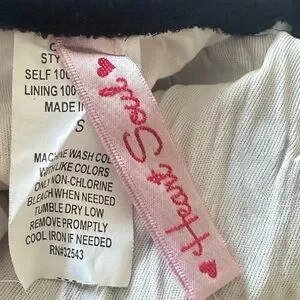 STY
SELF 100
LINING 100
MADE IN
S
MACHINE WASH COL
WITH LIKE COLORS
ONLY NON-CHLORINE
BLEACH WHEN NEEDED
TUMBLE DRY LOW
REMOVE PROMPTLY
COOL IRON IF NEEDED
RN#32543
Heart Soul